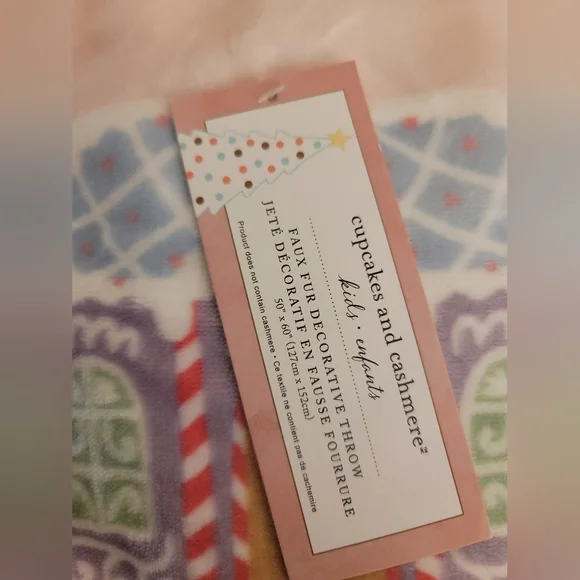 cupcakes and cashmere™
kids · enfants
FAUX FUR DECORATIVE THROW
JETÉ DÉCORATIF EN FAUSSE FOURRURE
50" x 60" (127cm x 152cm)
Product does not contain cashmere • Ce textile ne contient pas de cachemire